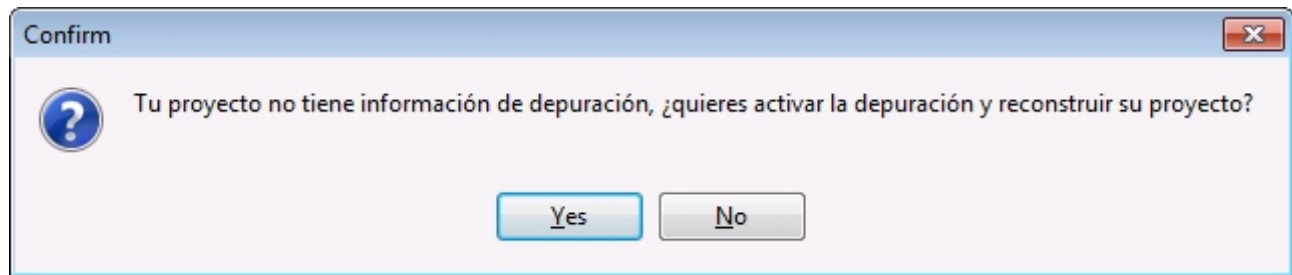 Confirm
Tu proyecto no tiene información de depuración, ¿quieres activar la depuración y reconstruir su proyecto?
Yes
No